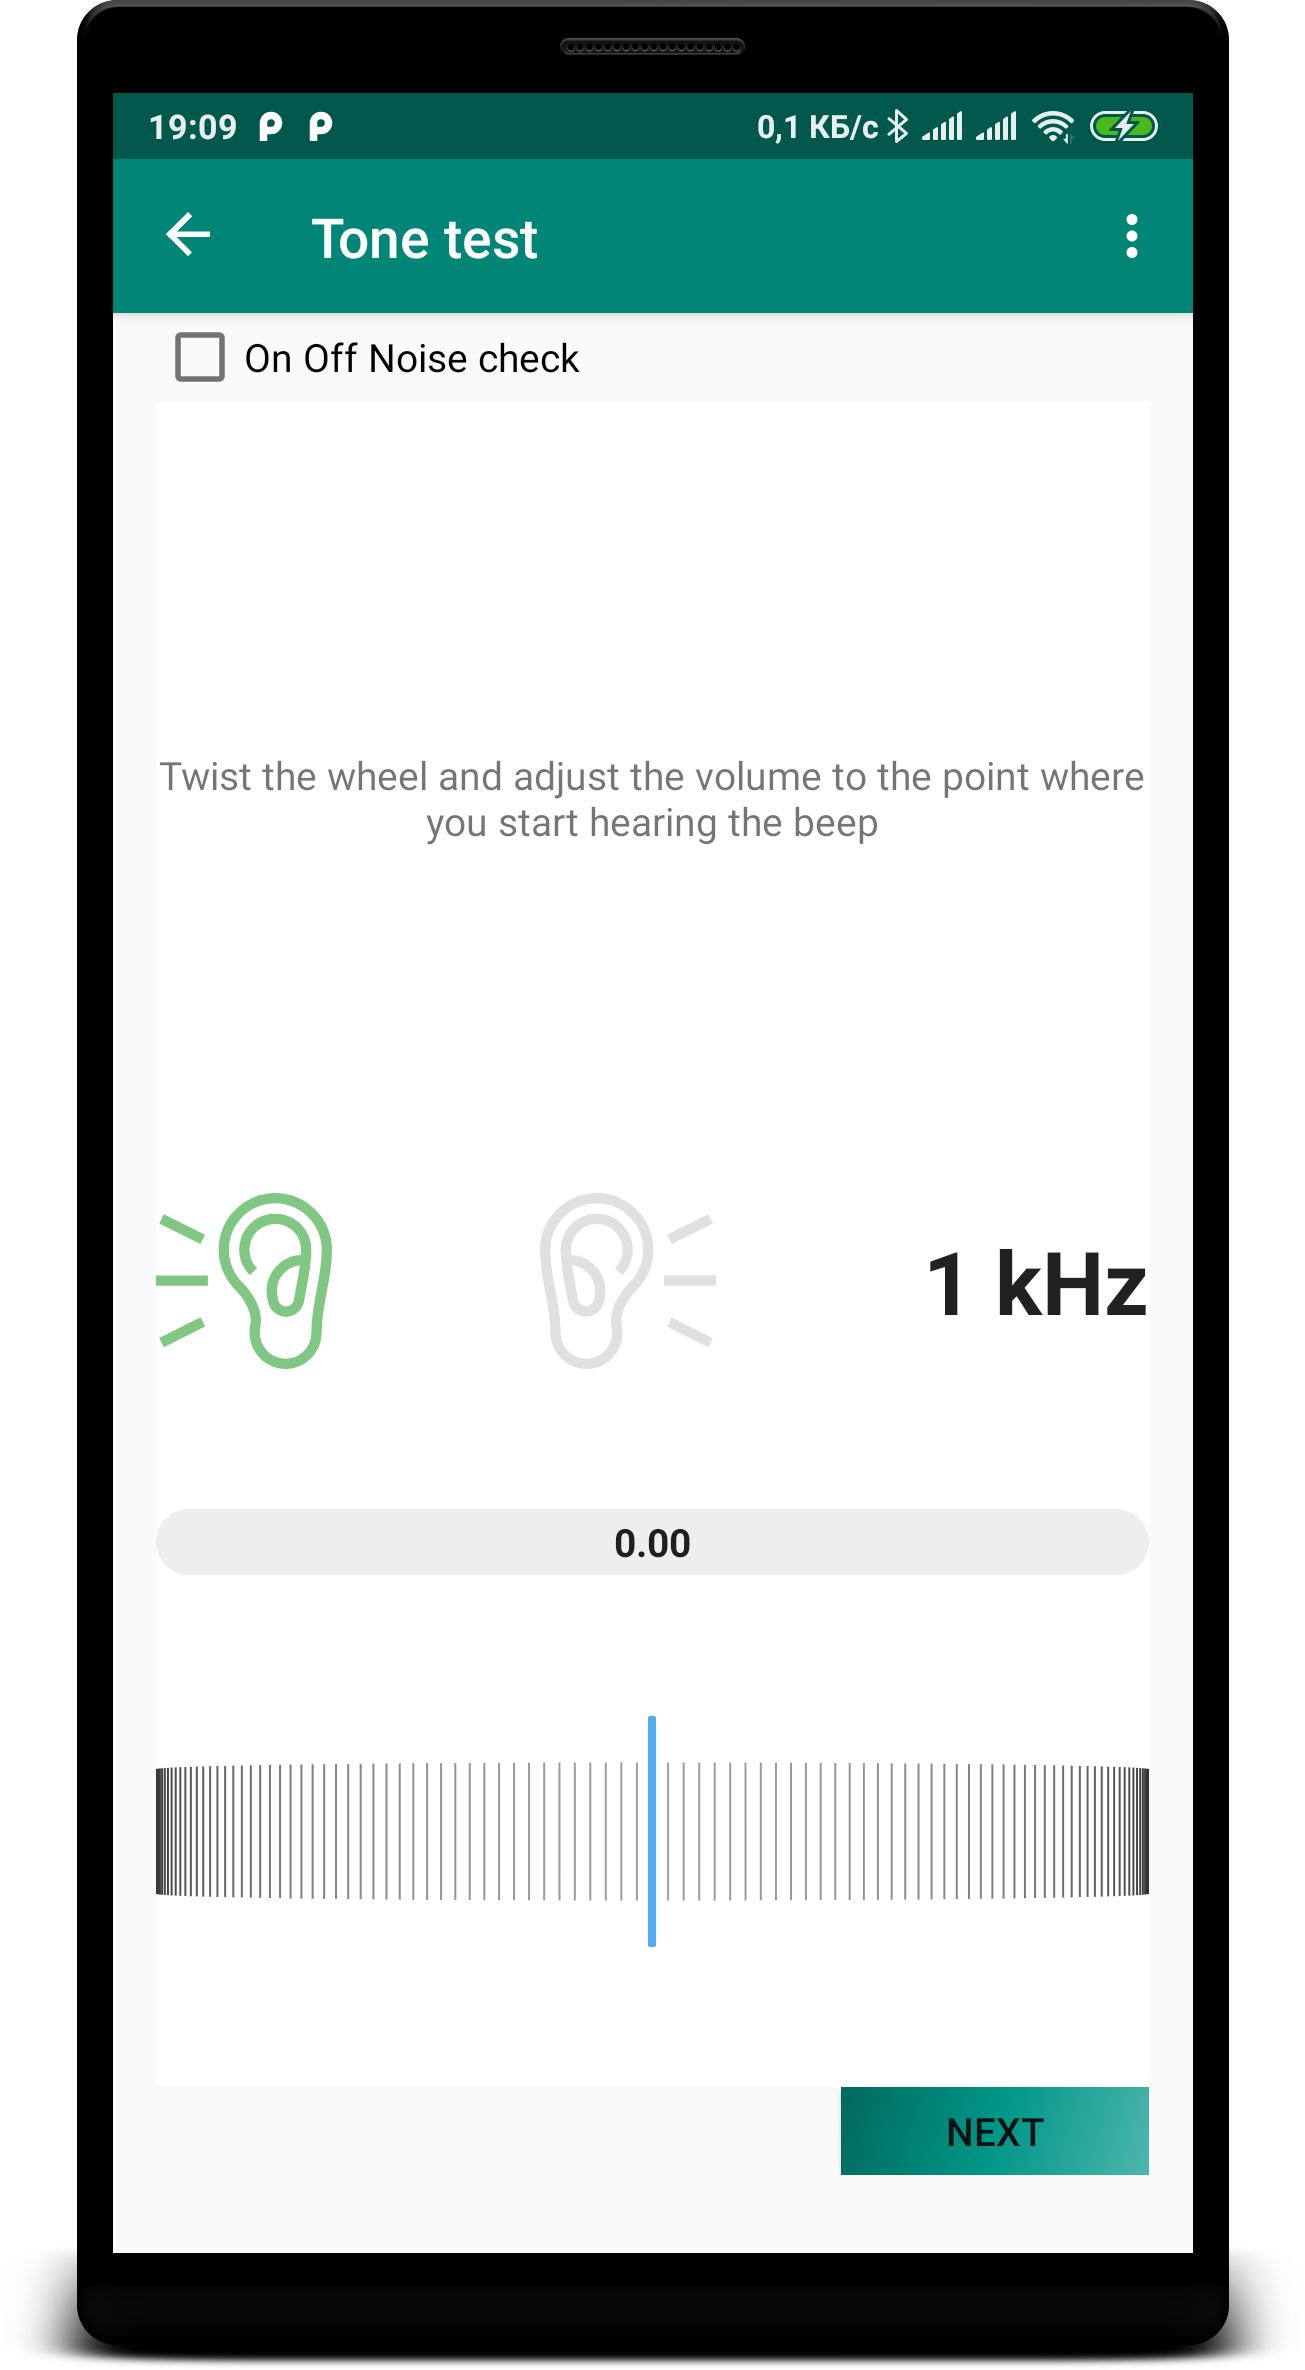 19:09
0,1 КБ/с
Tone test
On Off Noise check
Twist the wheel and adjust the volume to the point where
you start hearing the beep
1 kHz
0.00
NEXT